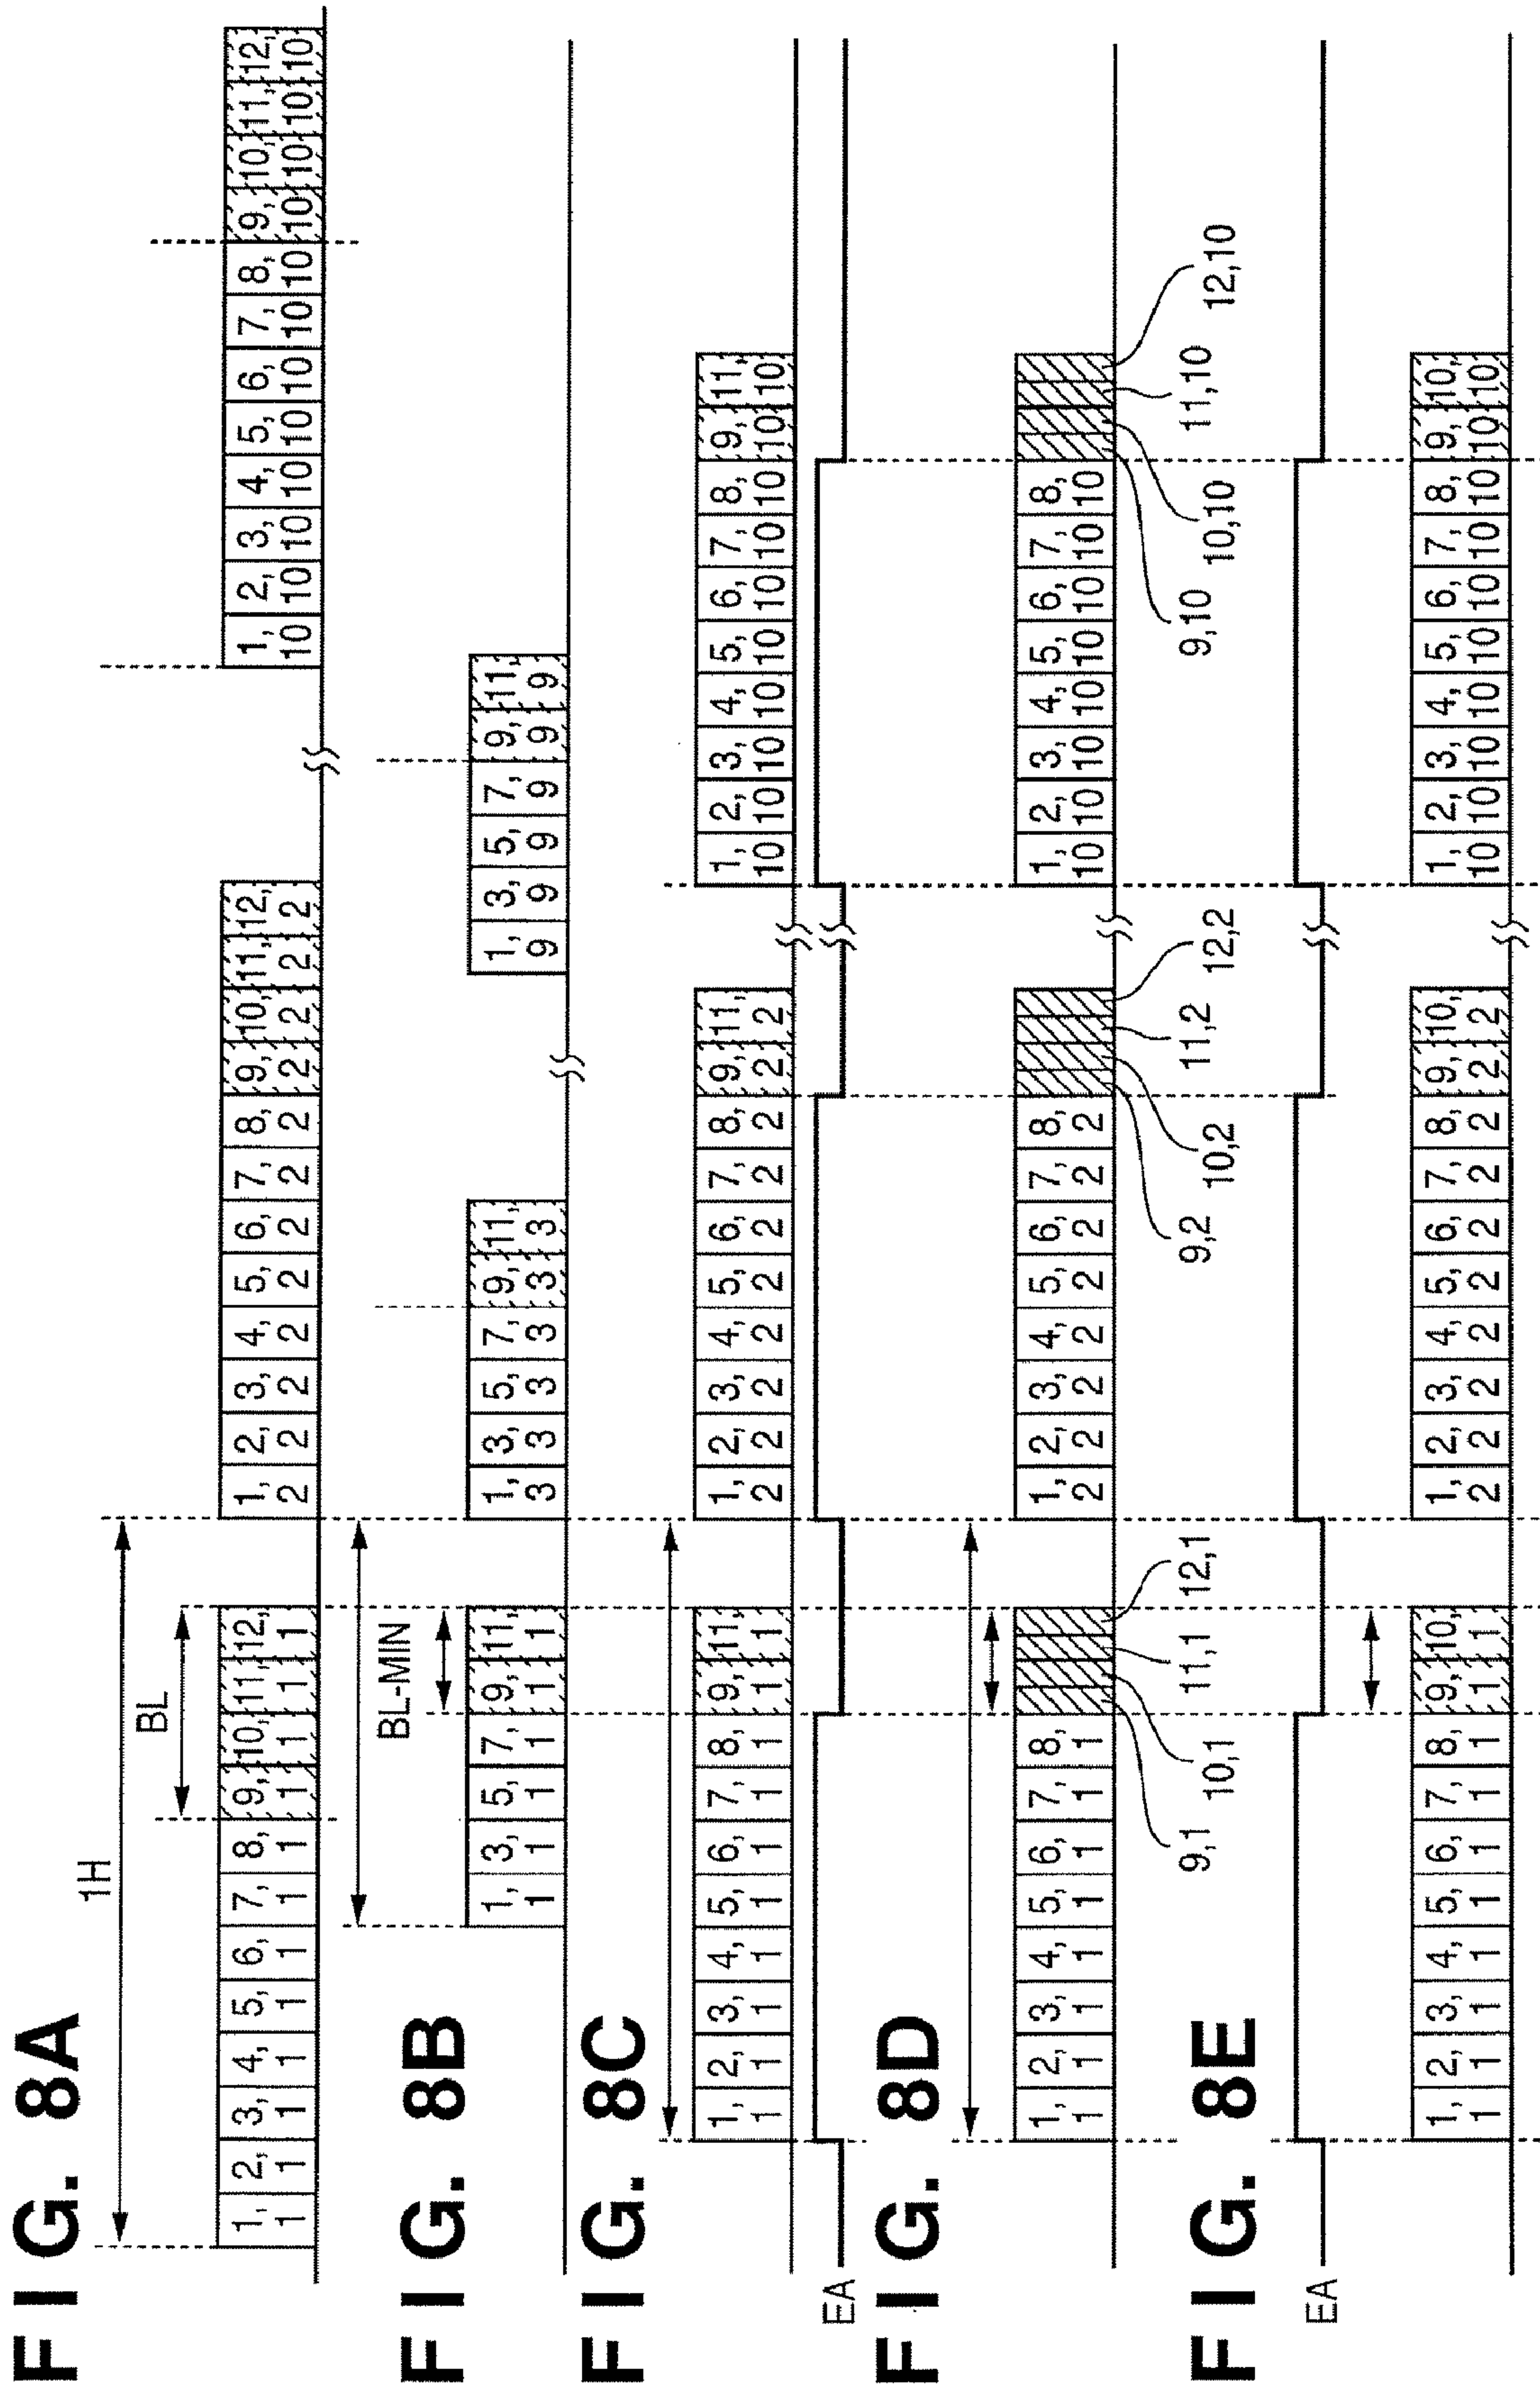 FIG. 8A
1H
BL
1, 2, 3, 4, 5, 6, 7, 8, 9, 10, 11, 12, 1, 2, 3, 4, 5, 6, 7, 8, 9, 10, 11, 12, 1, 2, 3, 4, 5, 6, 7, 8, 9, 10, 11, 12,
1 1 1 1 1 1 1 1 1 1 1 1 2 2 2 2 2 2 2 2 2 2 2 2 10 10 10 10 10 10 10 10 10 10 10 10
FIG. 8B
BL-MIN
1, 3, 5, 7, 9, 11, 1, 3, 5, 7, 9, 11, 1, 3, 5, 7, 9, 11,
1 1 1 1 1 1 3 3 3 3 3 3 9 9 9 9 9 9
FIG. 8C
1, 2, 3, 4, 5, 6, 7, 8, 9, 11, 1, 2, 3, 4, 5, 6, 7, 8, 9, 11, 1, 2, 3, 4, 5, 6, 7, 8, 9, 11,
1 1 1 1 1 1 1 1 1 1 2 2 2 2 2 2 2 2 2 2 10 10 10 10 10 10 10 10 10 10
EA
FIG. 8D
1, 2, 3, 4, 5, 6, 7, 8, 1, 2, 3, 4, 5, 6, 7, 8, 1, 2, 3, 4, 5, 6, 7, 8,
1 1 1 1 1 1 1 1 2 2 2 2 2 2 2 2 10 10 10 10 10 10 10 10
9,1 10,1 11,1 12,1 9,2 10,2 11,2 12,2 9,10 10,10 11,10 12,10
FIG. 8E
EA
1, 2, 3, 4, 5, 6, 7, 8, 9, 10, 1, 2, 3, 4, 5, 6, 7, 8, 9, 10, 1, 2, 3, 4, 5, 6, 7, 8, 9, 10,
1 1 1 1 1 1 1 1 1 1 2 2 2 2 2 2 2 2 2 2 10 10 10 10 10 10 10 10 10 10